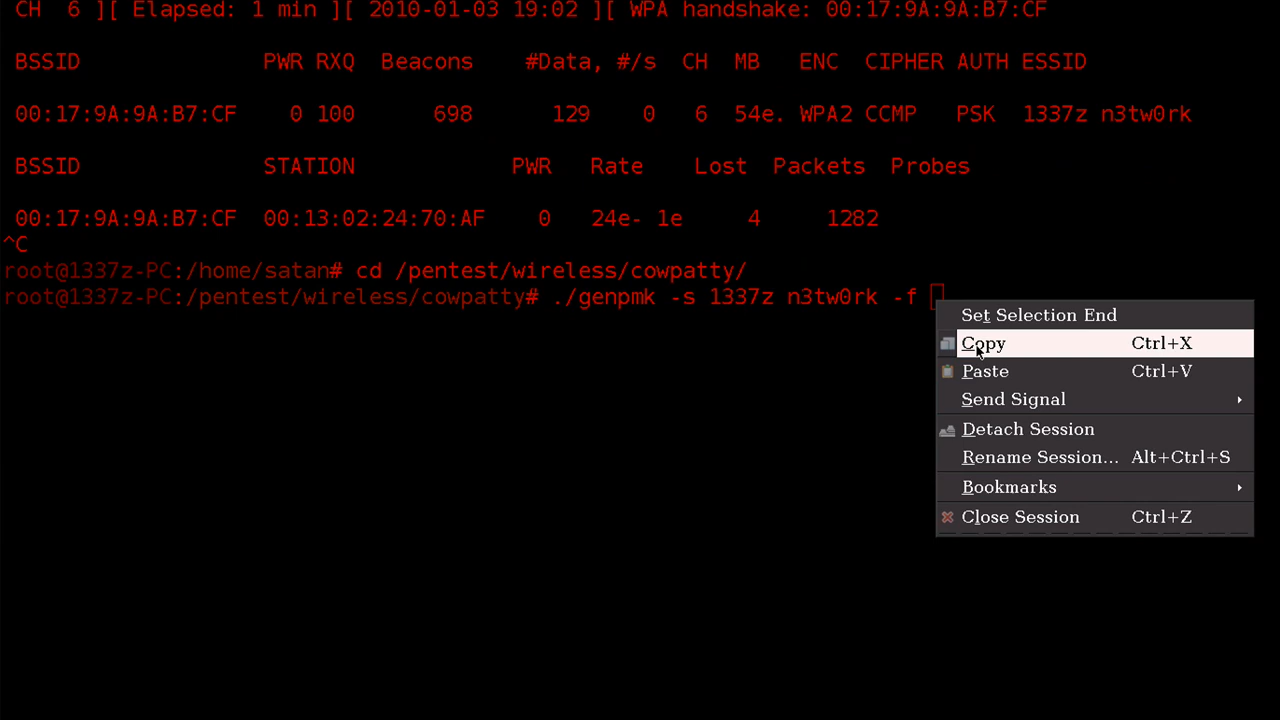 CH 6 ][ Elapsed: 1 min ][ 2010-01-03 19:02 ][ WPA handshake: 00:17:9A:9A:B7:CF
BSSID PWR RXQ Beacons #Data, #/s CH MB ENC CIPHER AUTH ESSID
00:17:9A:9A:B7:CF 0 100 698 129 0 6 54e. WPA2 CCMP PSK 1337z n3tw0rk
BSSID STATION PWR Rate Lost Packets Probes
00:17:9A:9A:B7:CF 00:13:02:24:70:AF 0 24e- 1e 4 1282
^C
root@1337z-PC:/home/satan# cd /pentest/wireless/cowpatty/
root@1337z-PC:/pentest/wireless/cowpatty# ./genpmk -s 1337z n3tw0rk -f
Set Selection End
Copy Ctrl+X
Paste Ctrl+V
Send Signal
Detach Session
Rename Session... Alt+Ctrl+S
Bookmarks
Close Session Ctrl+Z